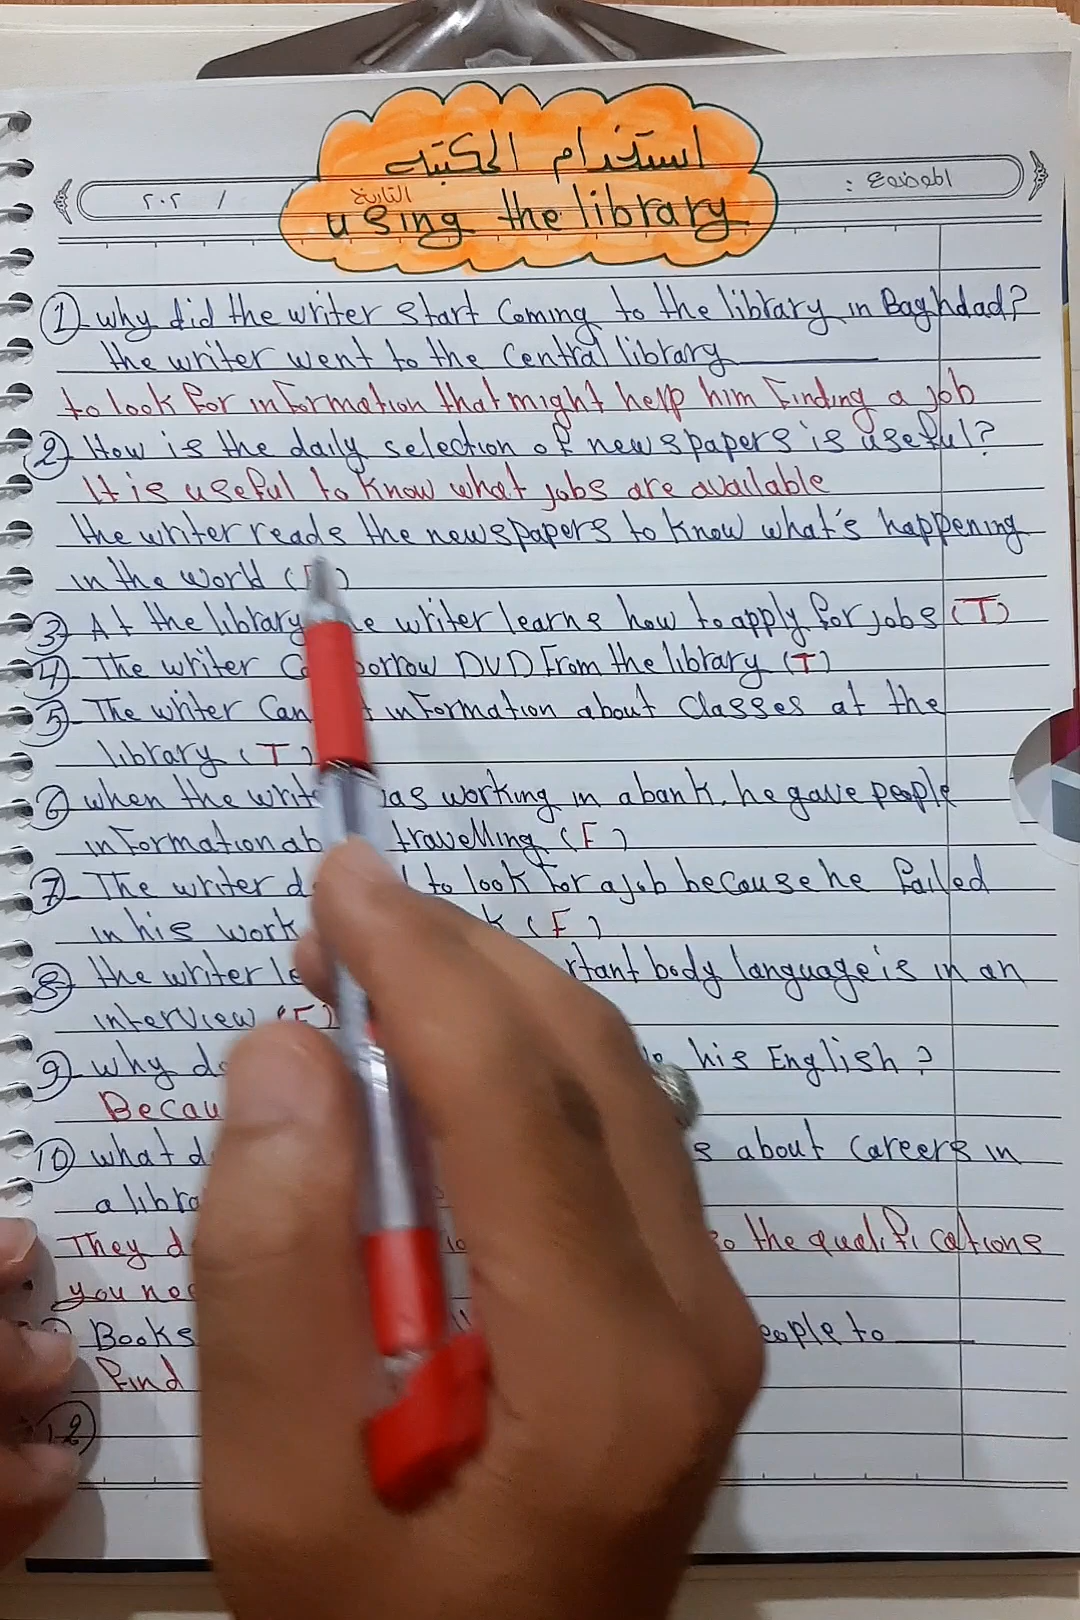 استخدام المكتبه
الموضوع :
التاريخ
/ ٢٠٢
using the library
1) why did the writer start coming to the library in Baghdad?
the writer went to the central library
to look for information that might help him finding a job
2) How is the daily selection of newspapers is useful?
It is useful to know what jobs are available
the writer reads the newspapers to know what's happening
in the world ( )
3) At the library writer learns how to apply for jobs (T)
4) The writer borrow DVD from the library (T)
5) The writer can information about classes at the
library (T)
6) when the working in a bank, he gave people
information travelling (F)
7) The writer to look for a job because he failed
in his work (F)
8) the writer body language is in an
interview (F)
9) why his English?
10) what about careers in
a
They the qualifications
you
Books to
find
12